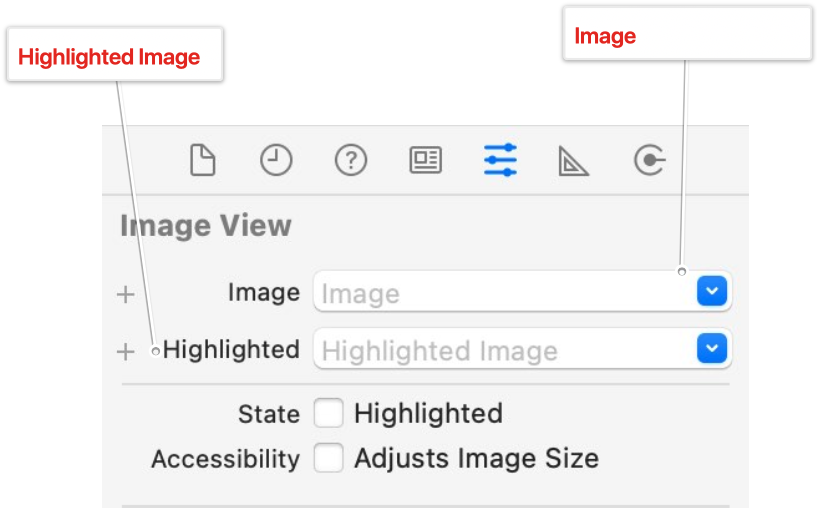 Highlighted Image
Image
Image View
Image
Image
Highlighted
Highlighted Image
State
Highlighted
Accessibility
Adjusts Image Size